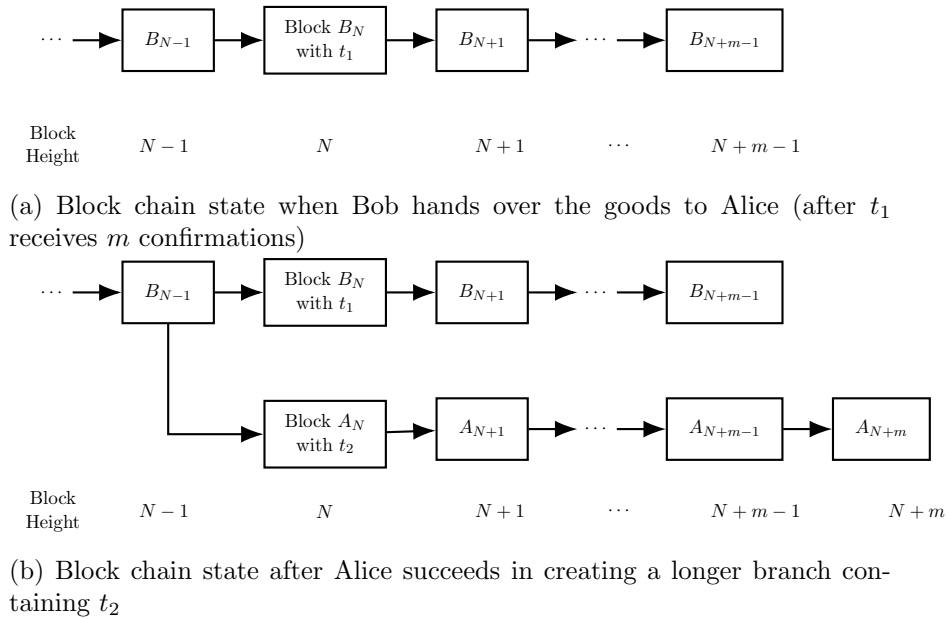 ··· B_{N−1} Block B_N B_{N+1} ··· B_{N+m−1}
with t_1
Block
Height N − 1 N N + 1 ··· N + m − 1
(a) Block chain state when Bob hands over the goods to Alice (after t_1
receives m confirmations)
··· B_{N−1} Block B_N B_{N+1} ··· B_{N+m−1}
with t_1
Block A_N A_{N+1} ··· A_{N+m−1} A_{N+m}
with t_2
Block
Height N − 1 N N + 1 ··· N + m − 1 N + m
(b) Block chain state after Alice succeeds in creating a longer branch con-
taining t_2